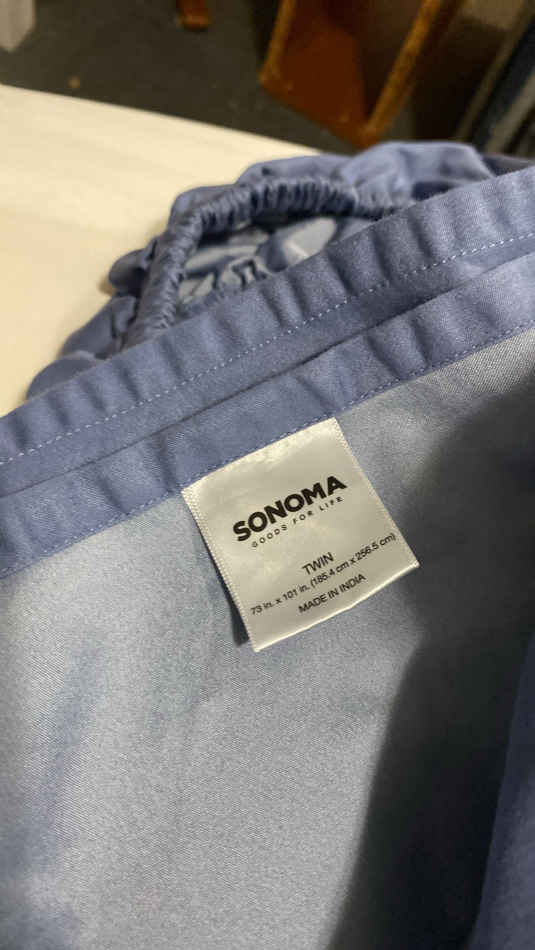 SONOMA
GOODS FOR LIFE
TWIN
73 in. x 101 in. (185.4 cm x 256.5 cm)
MADE IN INDIA